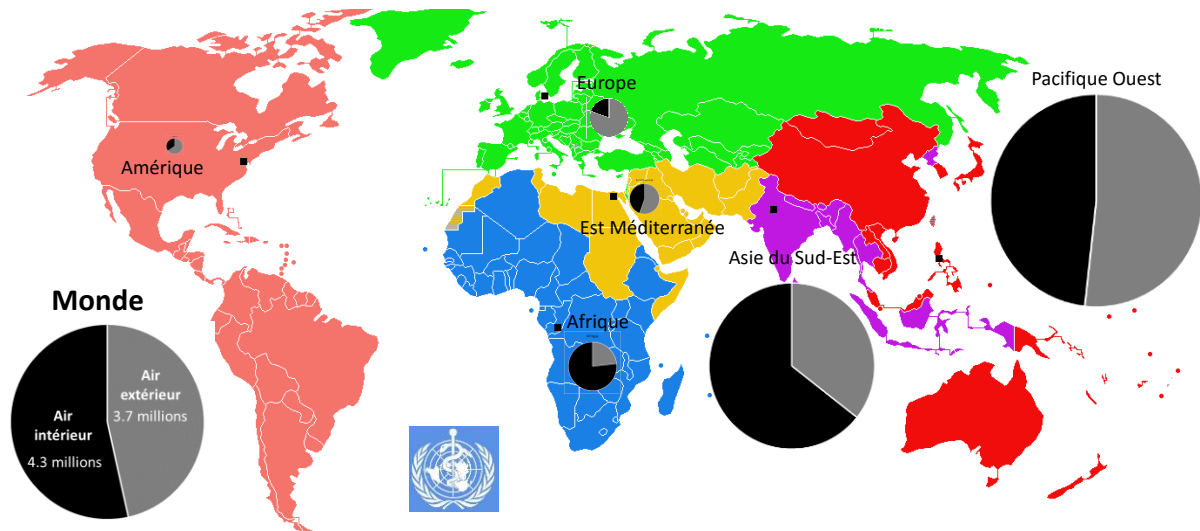 Europe
Pacifique Ouest
Amérique
Est Méditerranée
Asie du Sud-Est
Monde
Afrique
Air
extérieur
3.7 millions
Air
intérieur
4.3 millions